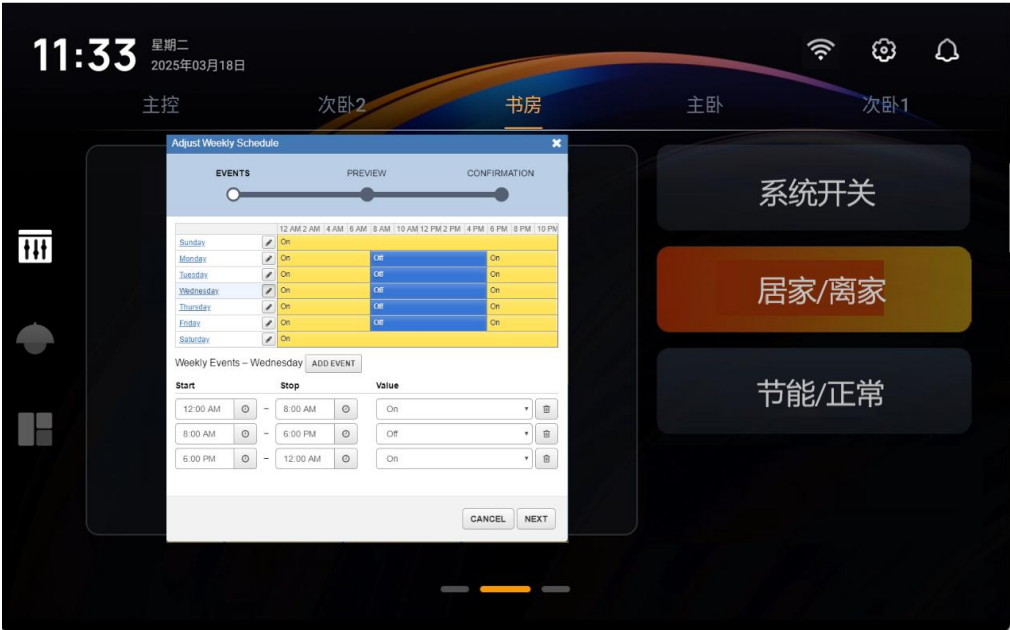 11:33
星期二
2025年03月18日
主控 次卧2 书房 主卧 次卧1
Adjust Weekly Schedule
EVENTS PREVIEW CONFIRMATION
12 AM 2 AM 4 AM 6 AM 8 AM 10 AM 12 PM 2 PM 4 PM 6 PM 8 PM 10 PM
Sunday On
Monday On Off On
Tuesday On Off On
Wednesday On Off On
Thursday On Off On
Friday On Off On
Saturday On
Weekly Events – Wednesday ADD EVENT
Start Stop Value
12:00 AM – 8:00 AM On
8:00 AM – 6:00 PM Off
6:00 PM – 12:00 AM On
CANCEL NEXT
系统开关
居家/离家
节能/正常